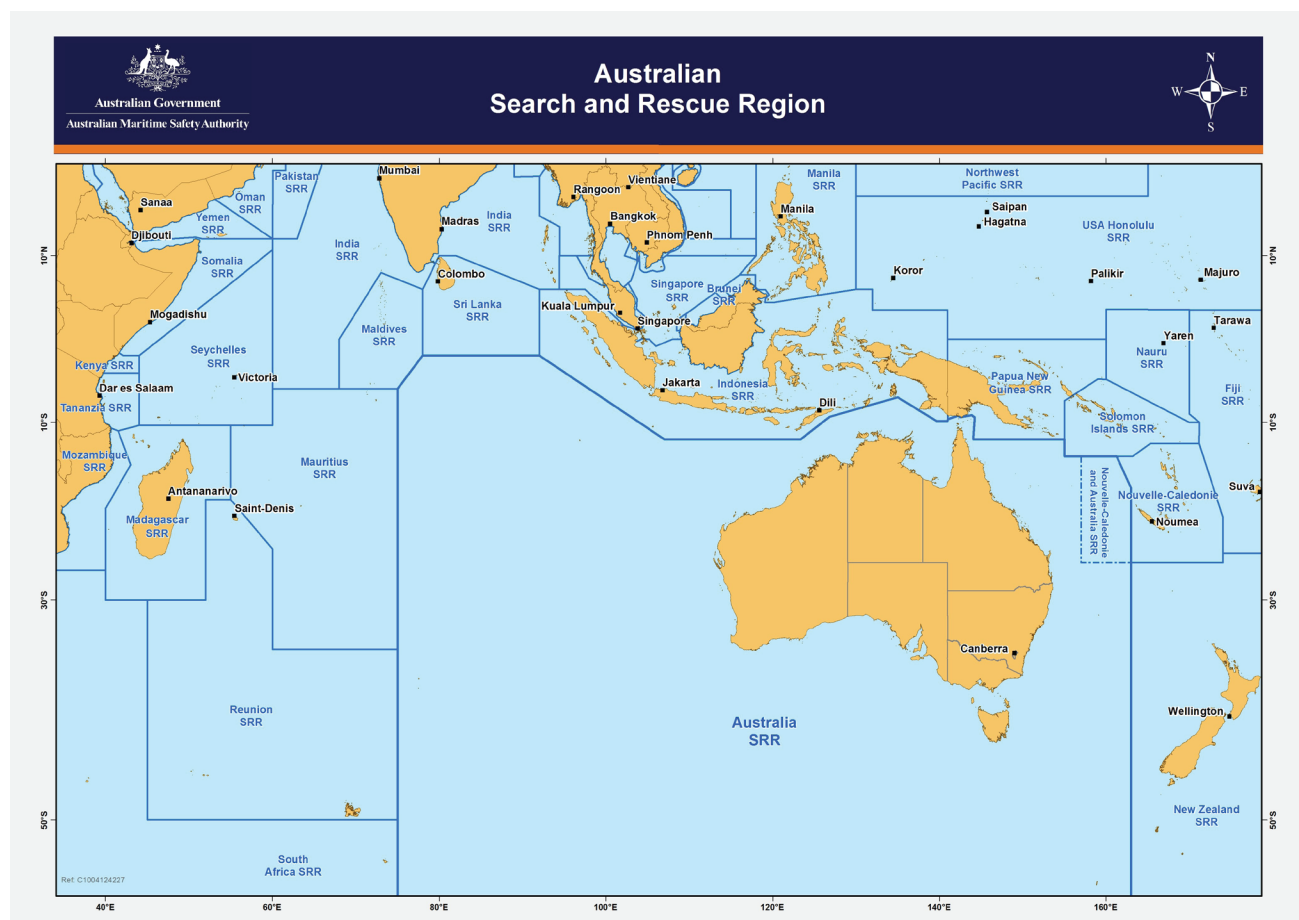 Australian Government
Australian Maritime Safety Authority
Australian
Search and Rescue Region
N
W
E
S
Mumbai
Pakistan
SRR
Oman
SRR
Sanaa
Yemen
SRR
Djibouti
Somalia
SRR
India
SRR
Madras
India
SRR
Rangoon
Vientiane
Bangkok
Phnom Penh
Manila
SRR
Manila
Northwest
Pacific SRR
Saipan
Hagatna
USA Honolulu
SRR
10°N
10°N
Colombo
Sri Lanka
SRR
Maldives
SRR
Kuala Lumpur
Singapore
SRR
Brunei
SRR
Singapore
Koror
Palikir
Majuro
Tarawa
Yaren
Nauru
SRR
Mogadishu
Seychelles
SRR
Kenya SRR
Victoria
Dar es Salaam
Tananzia SRR
Jakarta
Indonesia
SRR
Dili
Papua New
Guinea SRR
Solomon
Islands SRR
Fiji
SRR
10°S
10°S
Mozambique
SRR
Mauritius
SRR
Antananarivo
Saint-Denis
Madagascar
SRR
Nouvelle-Caledonie
and Australia SRR
Nouvelle-Caledonie
SRR
Noumea
Suva
30°S
30°S
Canberra
Reunion
SRR
Australia
SRR
Wellington
New Zealand
SRR
50°S
50°S
South
Africa SRR
Ref: C1004124227
40°E
60°E
80°E
100°E
120°E
140°E
160°E